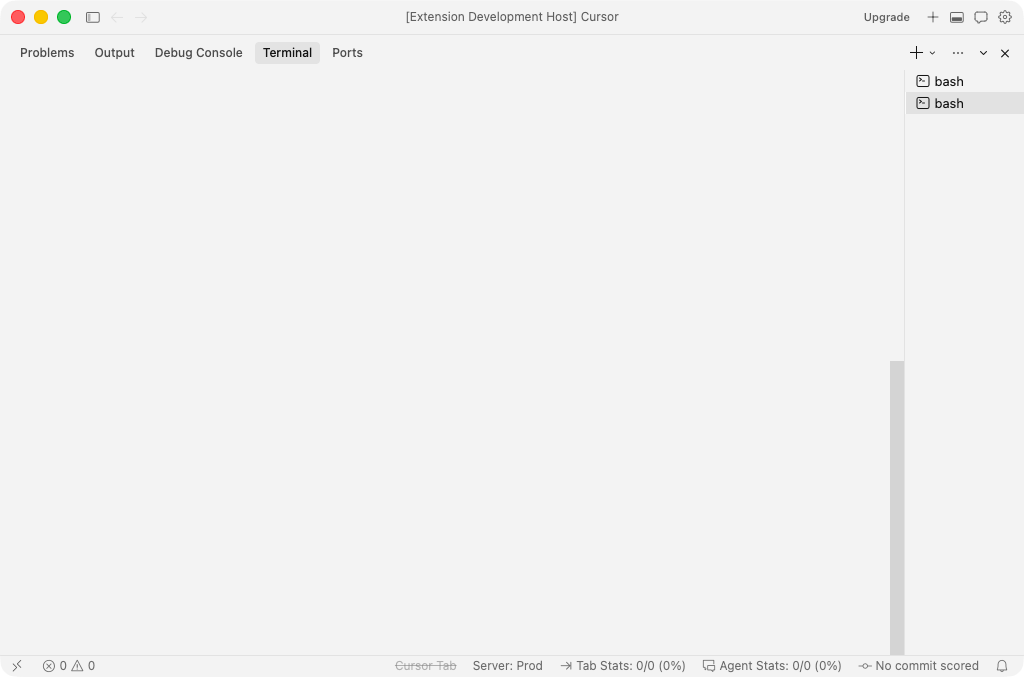 [Extension Development Host] Cursor
Upgrade
Problems Output Debug Console Terminal Ports
bash
bash
0 0 Cursor Tab Server: Prod Tab Stats: 0/0 (0%) Agent Stats: 0/0 (0%) No commit scored